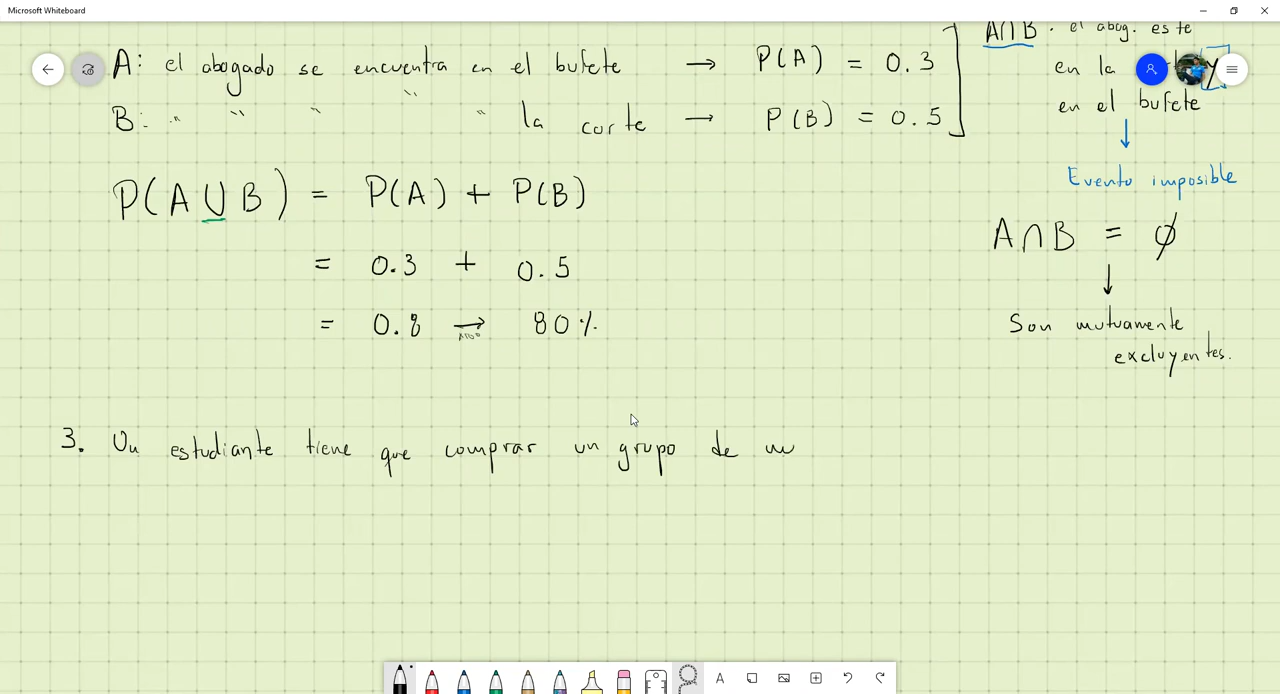 Microsoft Whiteboard
A: el abogado se encuentra en el bufete → P(A) = 0.3
B: " " " " " la corte → P(B) = 0.5
P(A ∪ B) = P(A) + P(B)
= 0.3 + 0.5
= 0.8 → 80%
A∩B. el abog. este
en la y
en el bufete
↓
Evento imposible
A∩B = ∅
↓
Son mutuamente
excluyentes.
3. Un estudiante tiene que comprar un grupo de
A